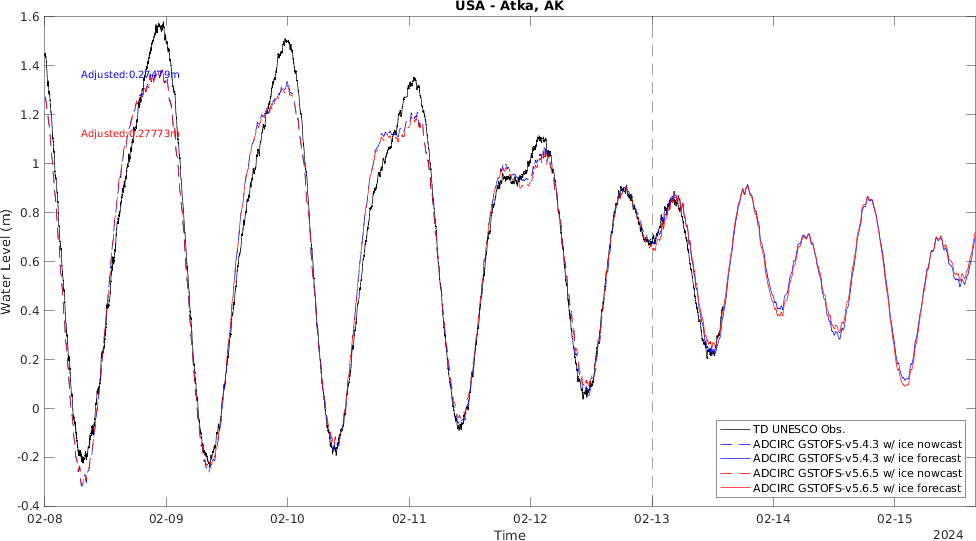 USA - Atka, AK
1.6
1.4
1.2
1
0.8
0.6
0.4
0.2
0
-0.2
-0.4
Water Level (m)
Adjusted:0.27479m
Adjusted:0.27773m
TD UNESCO Obs.
ADCIRC GSTOFS-v5.4.3 w/ ice nowcast
ADCIRC GSTOFS-v5.4.3 w/ ice forecast
ADCIRC GSTOFS-v5.6.5 w/ ice nowcast
ADCIRC GSTOFS-v5.6.5 w/ ice forecast
02-08 02-09 02-10 02-11 02-12 02-13 02-14 02-15
Time
2024